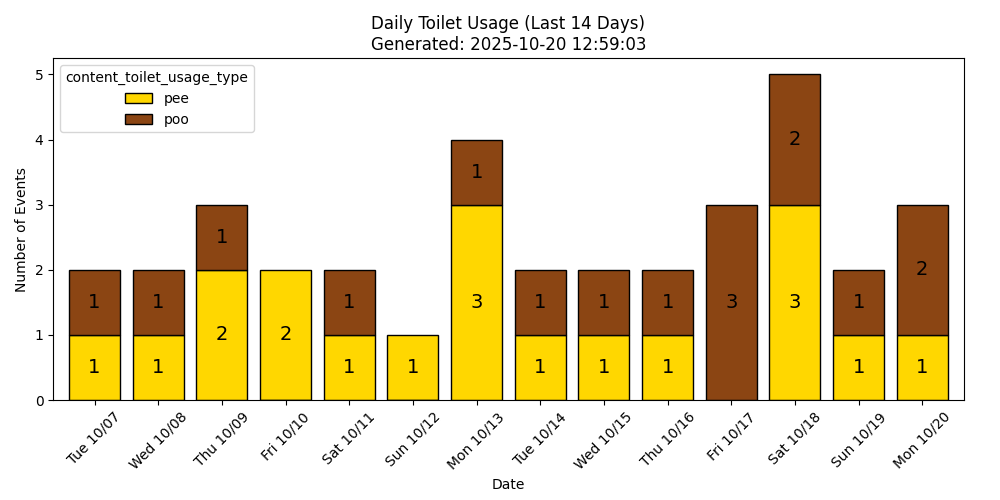 Daily Toilet Usage (Last 14 Days)
Generated: 2025-10-20 12:59:03
content_toilet_usage_type
pee
poo
Number of Events
5
4
3
2
1
0
1 1 1 1 2 1 1 1 1 3 2 1 2
1 1 2 2 1 1 3 1 1 1 3 1 1
Tue 10/07
Wed 10/08
Thu 10/09
Fri 10/10
Sat 10/11
Sun 10/12
Mon 10/13
Tue 10/14
Wed 10/15
Thu 10/16
Fri 10/17
Sat 10/18
Sun 10/19
Mon 10/20
Date